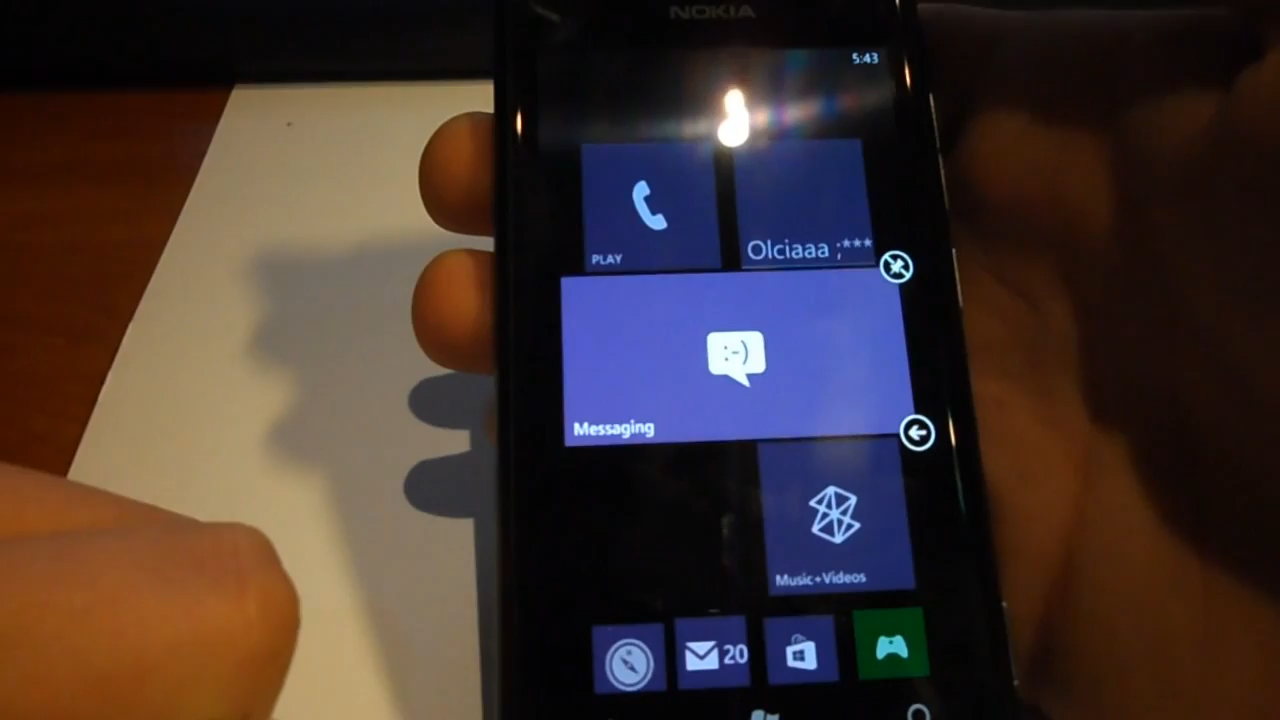 NOKIA
5:43
PLAY
Olciaaa ;***
:-)
Messaging
Music+Videos
20